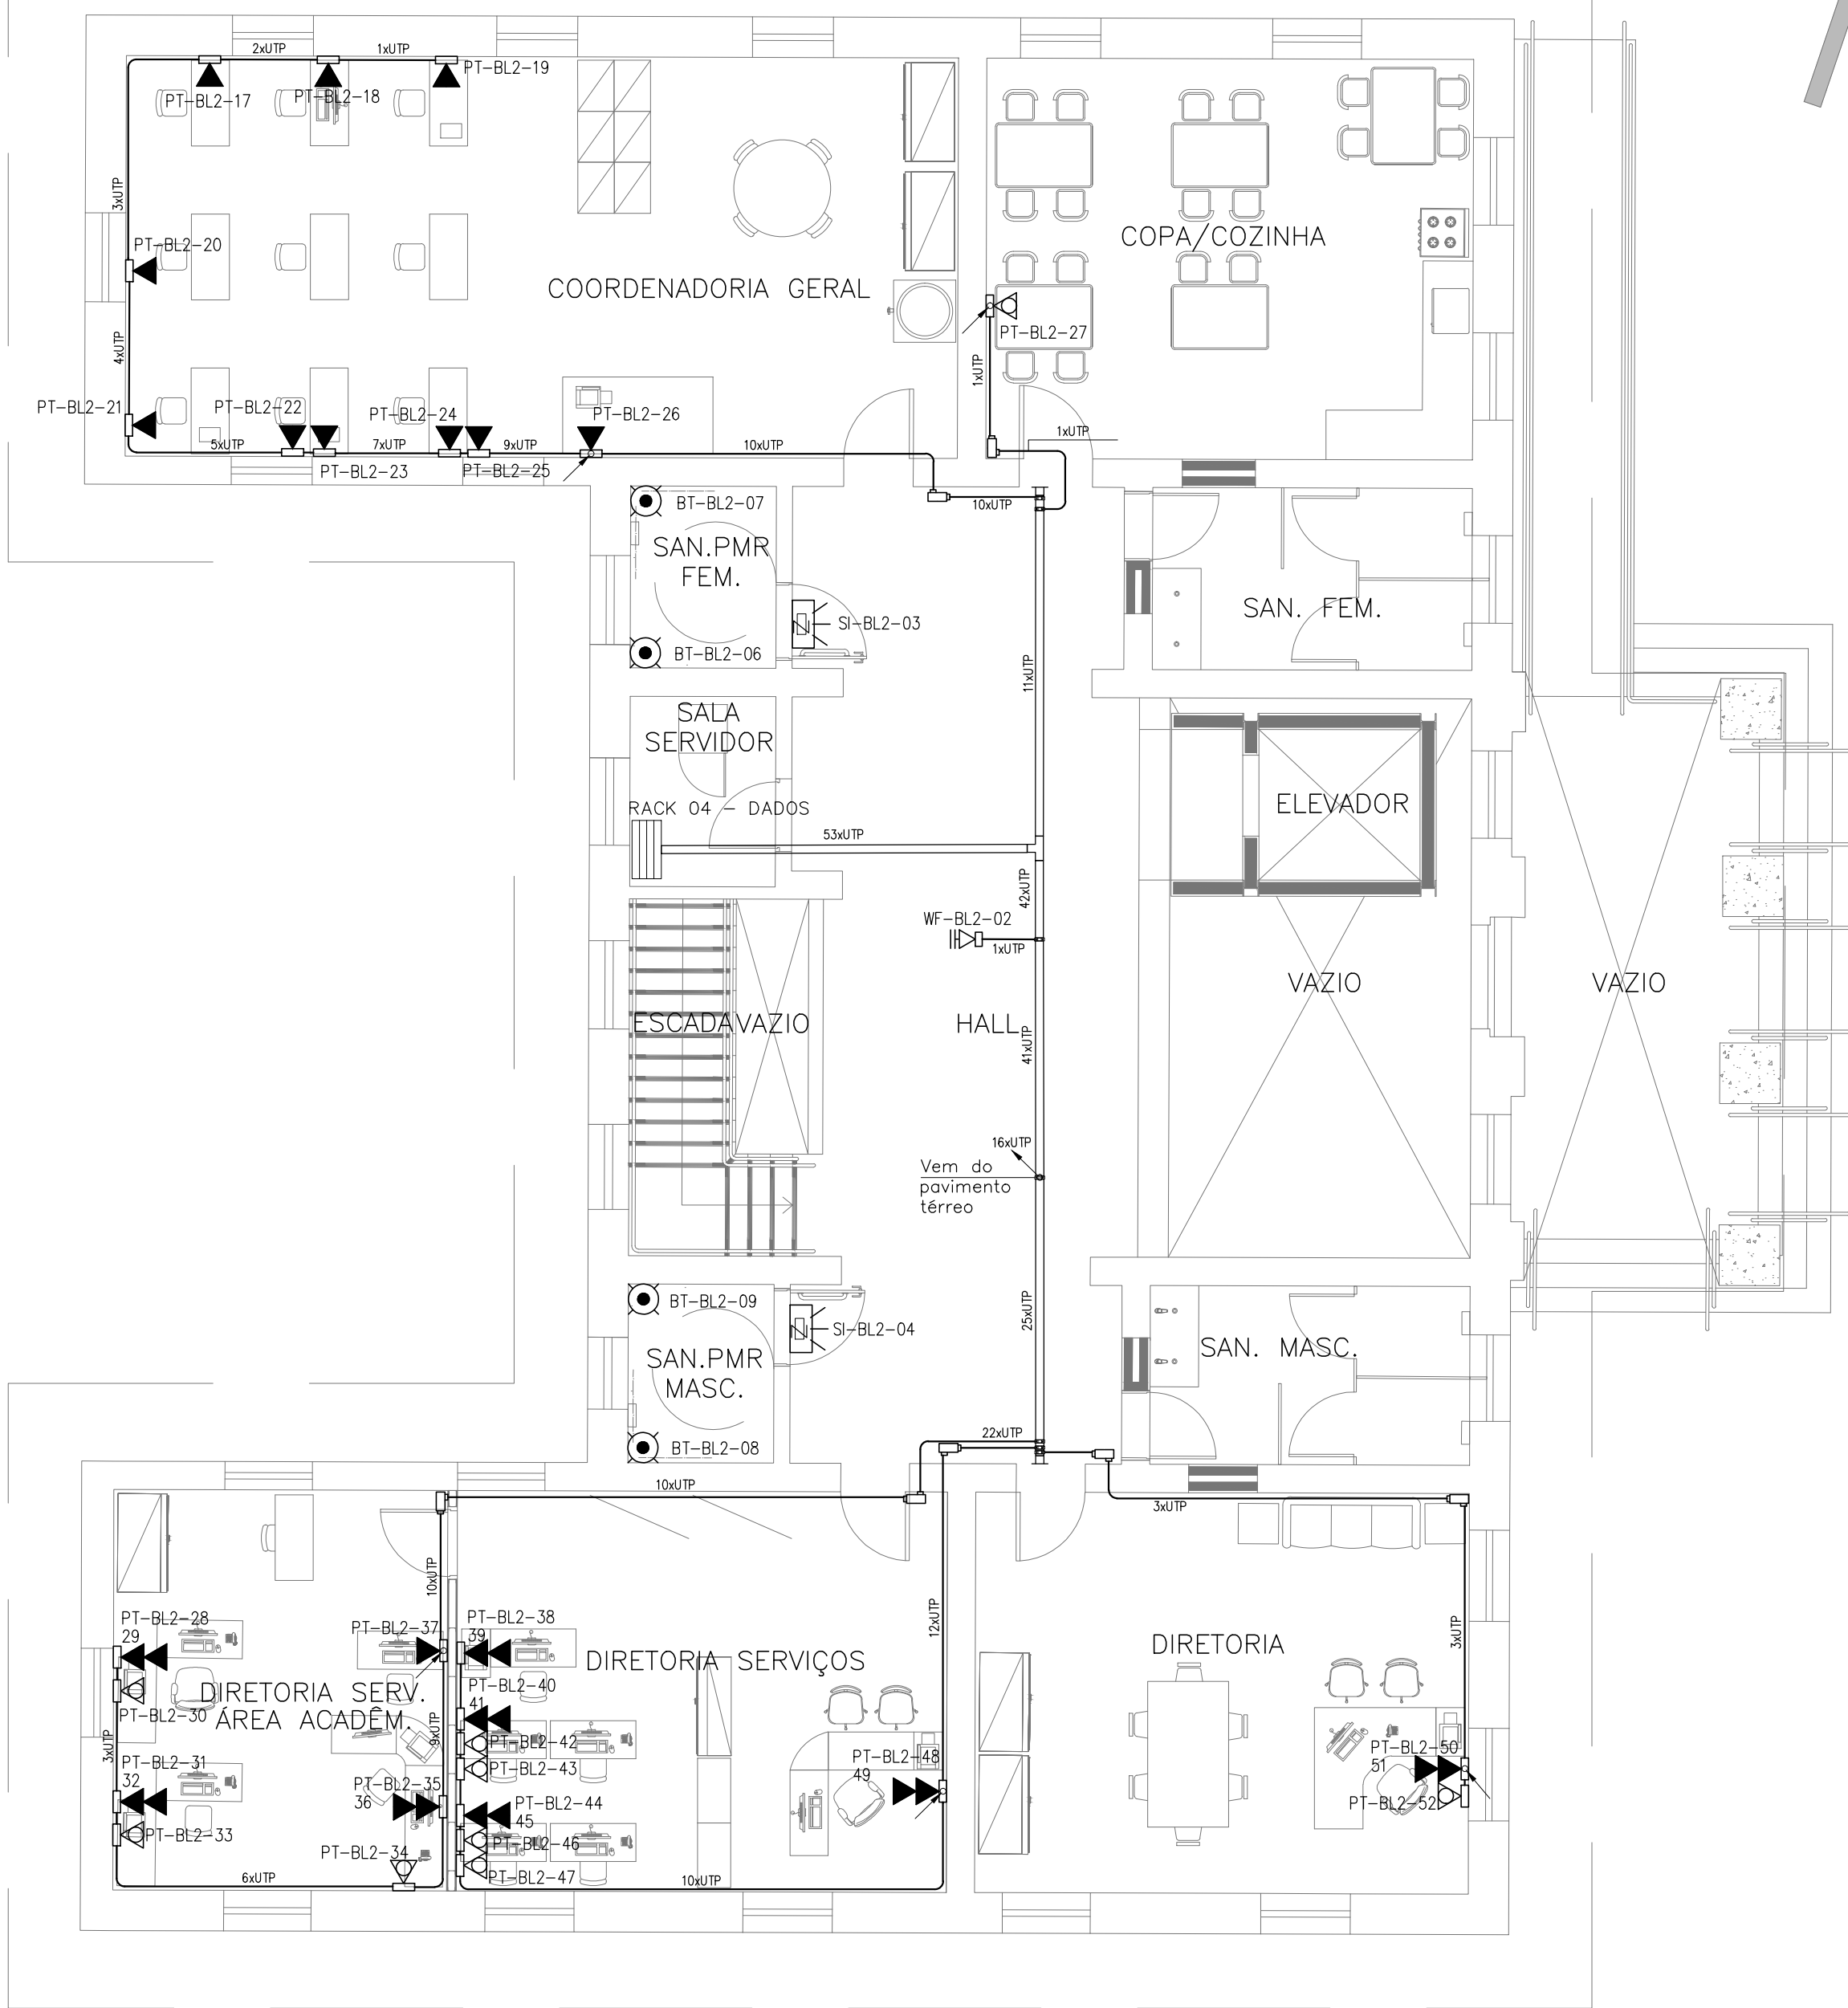 2xUTP
1xUTP
PT-BL2-19
PT-BL2-17
PT-BL2-18
3xUTP
PT-BL2-20
COORDENADORIA GERAL
COPA/COZINHA
4xUTP
PT-BL2-27
1xUTP
PT-BL2-21
PT-BL2-22
PT-BL2-24
PT-BL2-26
5xUTP
7xUTP
9xUTP
10xUTP
1xUTP
PT-BL2-23
PT-BL2-25
BT-BL2-07
10xUTP
SAN.PMR
FEM.
SAN. FEM.
SI-BL2-03
BT-BL2-06
11xUTP
SALA
SERVIDOR
RACK 04 - DADOS
ELEVADOR
53xUTP
42xUTP
WF-BL2-02
1xUTP
VAZIO
VAZIO
ESCADA
VAZIO
HALL
41xUTP
16xUTP
Vem do
pavimento
térreo
BT-BL2-09
25xUTP
SI-BL2-04
SAN.PMR
MASC.
SAN. MASC.
22xUTP
BT-BL2-08
10xUTP
3xUTP
10xUTP
12xUTP
3xUTP
PT-BL2-28
29
PT-BL2-37
PT-BL2-38
39
DIRETORIA SERVIÇOS
DIRETORIA
PT-BL2-40
41
DIRETORIA SERV.
ÁREA ACADÊM.
PT-BL2-30
9xUTP
3xUTP
PT-BL2-42
PT-BL2-43
PT-BL2-31
32
PT-BL2-35
36
PT-BL2-48
49
PT-BL2-50
51
PT-BL2-52
PT-BL2-44
45
PT-BL2-33
PT-BL2-46
PT-BL2-34
PT-BL2-47
6xUTP
10xUTP